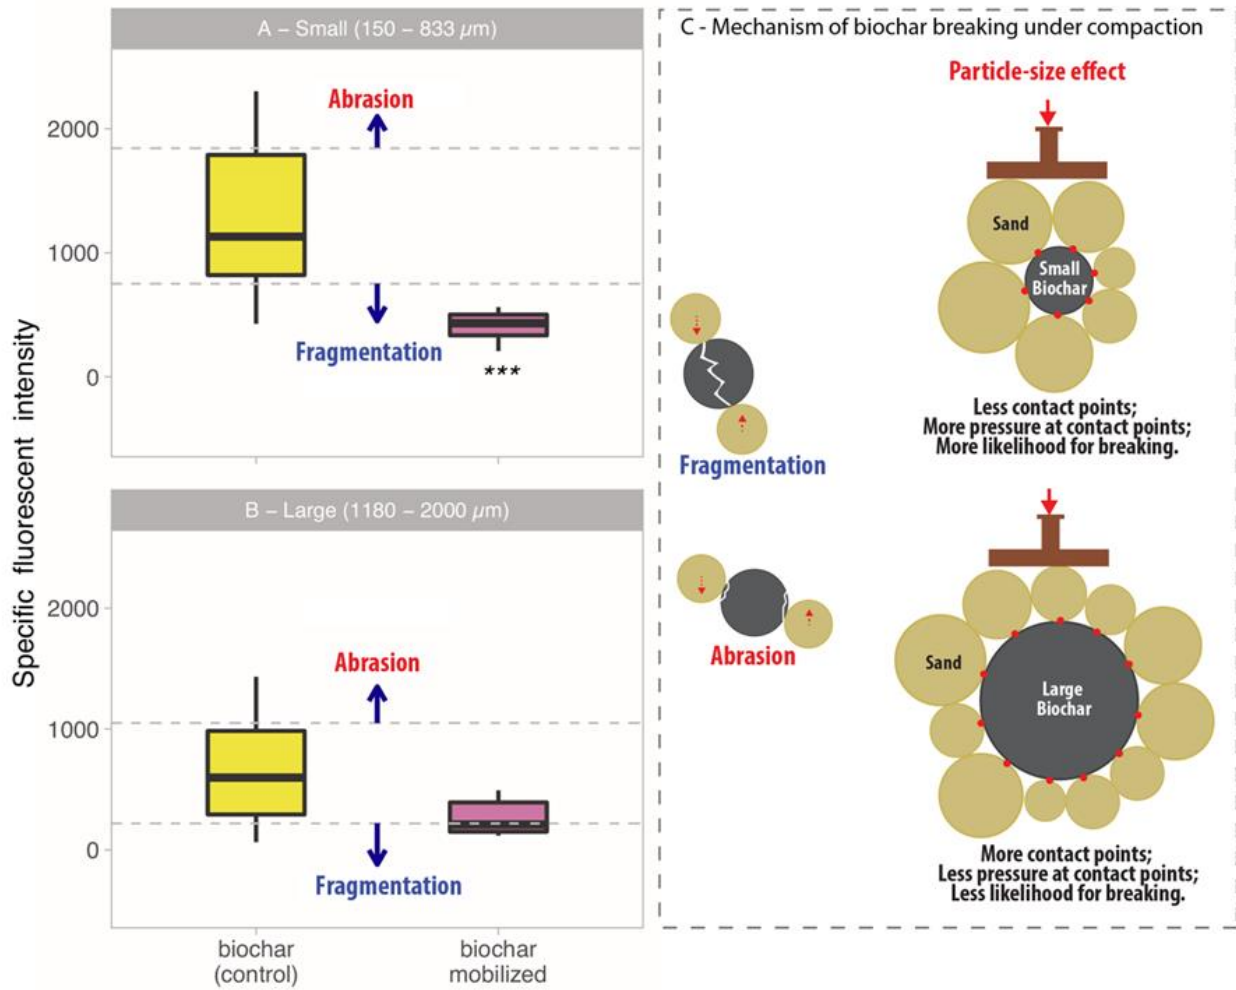 Specific fluorescent intensity
A – Small (150 – 833 µm)
2000
1000
0
Abrasion
Fragmentation
***
B – Large (1180 – 2000 µm)
2000
1000
0
Abrasion
Fragmentation
biochar
(control)
biochar
mobilized
C - Mechanism of biochar breaking under compaction
Particle-size effect
Sand
Small
Biochar
Less contact points;
More pressure at contact points;
More likelihood for breaking.
Fragmentation
Abrasion
Sand
Large
Biochar
More contact points;
Less pressure at contact points;
Less likelihood for breaking.